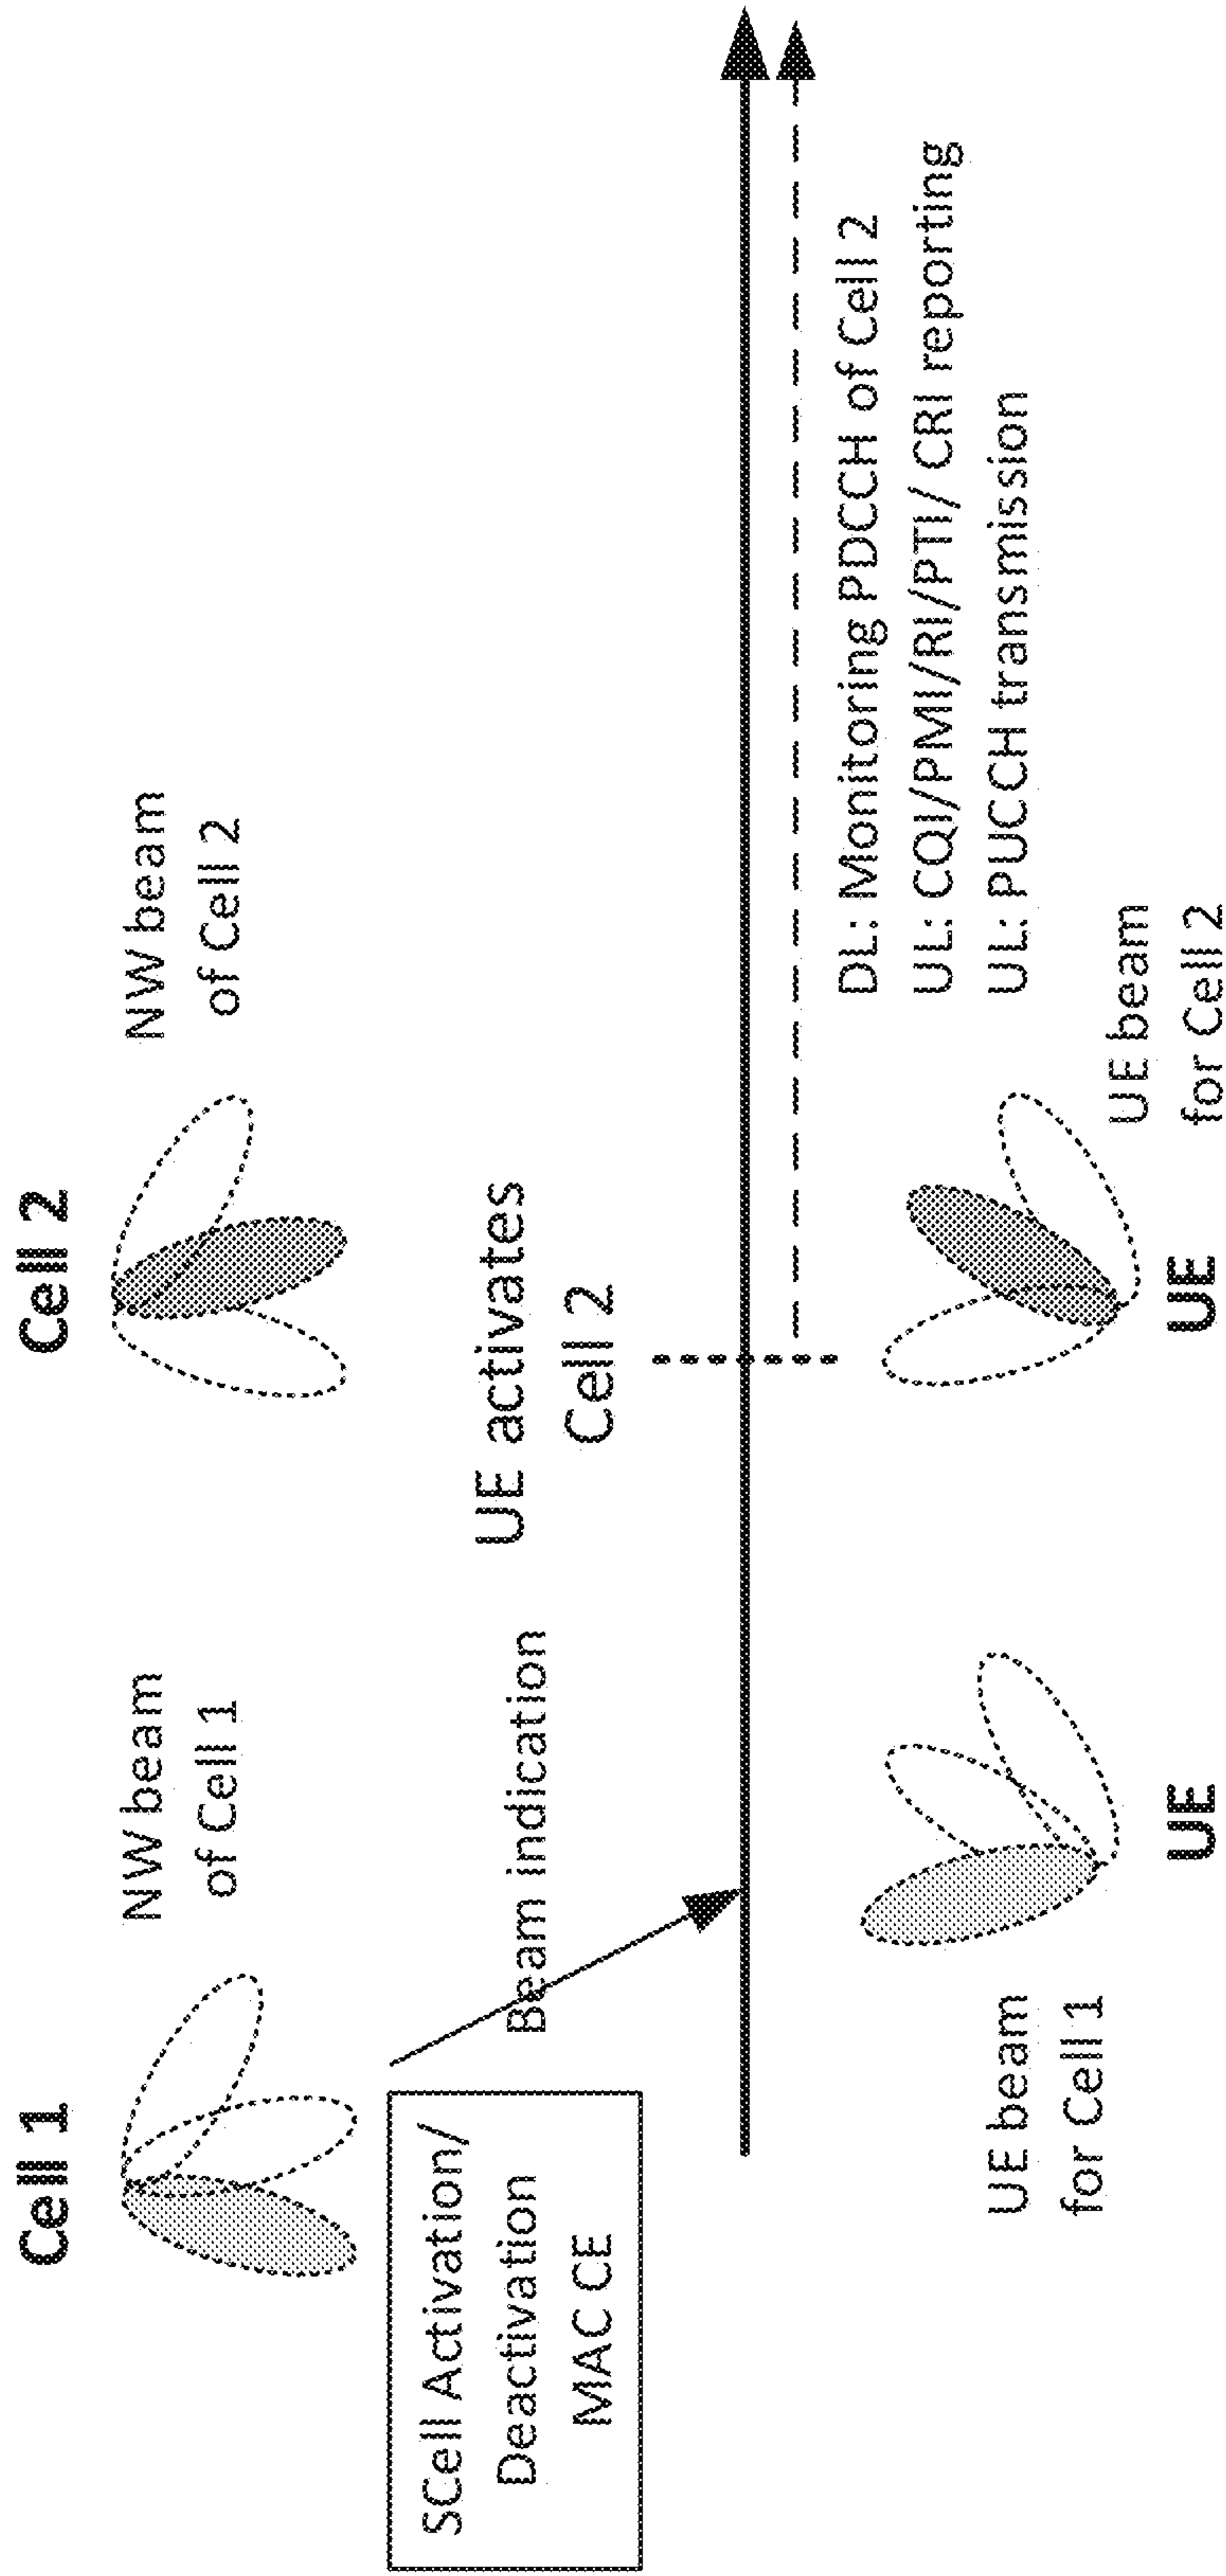 Cell 1
Cell 2
NW beam
of Cell 1
NW beam
of Cell 2
SCell Activation/
Deactivation
MAC CE
Beam indication
UE activates
Cell 2
DL: Monitoring PDCCH of Cell 2
UL: CQI/PMI/RI/PTI/ CRI reporting
UL: PUCCH transmission
UE beam
for Cell 1
UE
UE
UE beam
for Cell 2